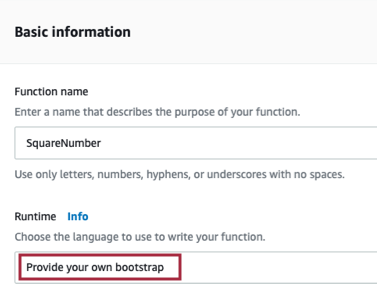 Basic information
Function name
Enter a name that describes the purpose of your function.
SquareNumber
Use only letters, numbers, hyphens, or underscores with no spaces.
Runtime Info
Choose the language to use to write your function.
Provide your own bootstrap